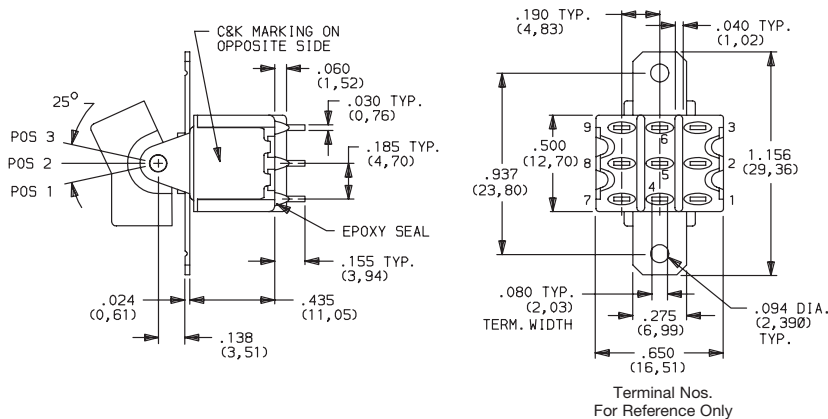 C&K MARKING ON
OPPOSITE SIDE
.060
(1,52)
.030 TYP.
(0,76)
25°
POS 3
POS 2
POS 1
.185 TYP.
(4,70)
EPOXY SEAL
.155 TYP.
(3,94)
.024
(0,61)
.435
(11,05)
.138
(3,51)
.190 TYP.
(4,83)
.040 TYP.
(1,02)
9
6
3
.500
(12,70)
8
5
2
1.156
(29,36)
.937
(23,80)
7
4
1
.080 TYP.
(2,03)
TERM. WIDTH
.275
(6,99)
.094 DIA.
(2,390)
TYP.
.650
(16,51)
Terminal Nos.
For Reference Only